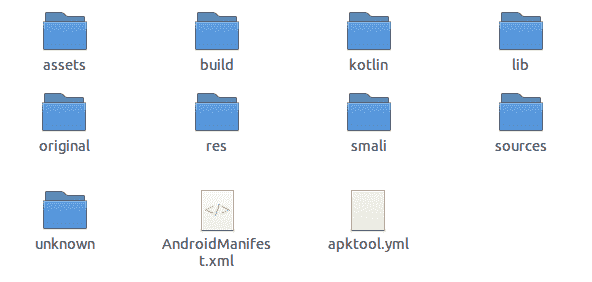 assets build kotlin lib
original res smali sources
unknown AndroidManifes apktool.yml
t.xml